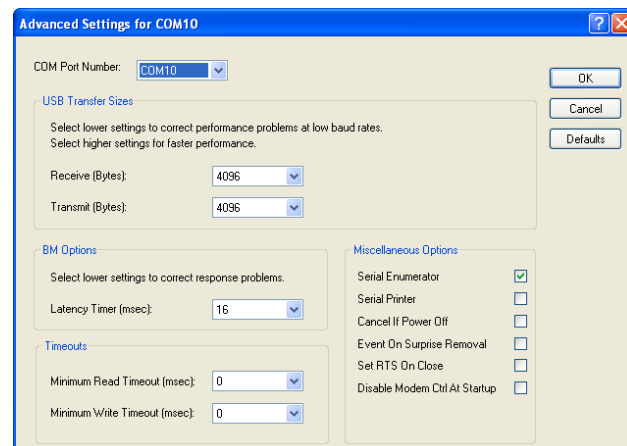 Advanced Settings for COM10
COM Port Number: COM10
OK
Cancel
Defaults
USB Transfer Sizes
Select lower settings to correct performance problems at low baud rates.
Select higher settings for faster performance.
Receive (Bytes): 4096
Transmit (Bytes): 4096
BM Options
Select lower settings to correct response problems.
Latency Timer (msec): 16
Timeouts
Minimum Read Timeout (msec): 0
Minimum Write Timeout (msec): 0
Miscellaneous Options
Serial Enumerator
Serial Printer
Cancel If Power Off
Event On Surprise Removal
Set RTS On Close
Disable Modem Ctrl At Startup